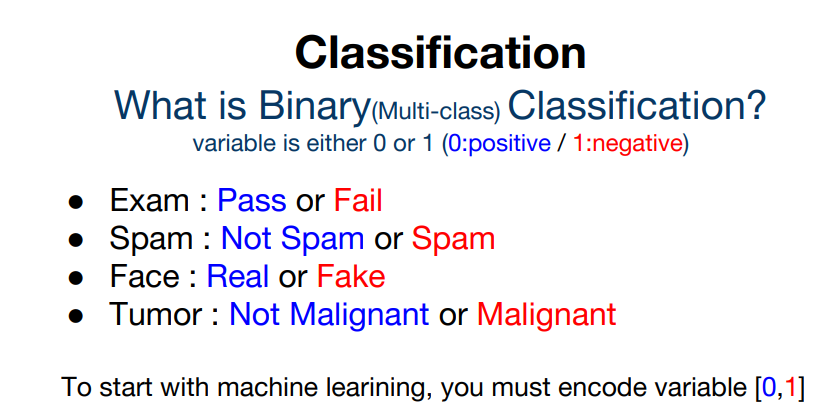 Classification
What is Binary(Multi-class) Classification?
variable is either 0 or 1 (0:positive / 1:negative)
● Exam : Pass or Fail
● Spam : Not Spam or Spam
● Face : Real or Fake
● Tumor : Not Malignant or Malignant
To start with machine learining, you must encode variable [0,1]